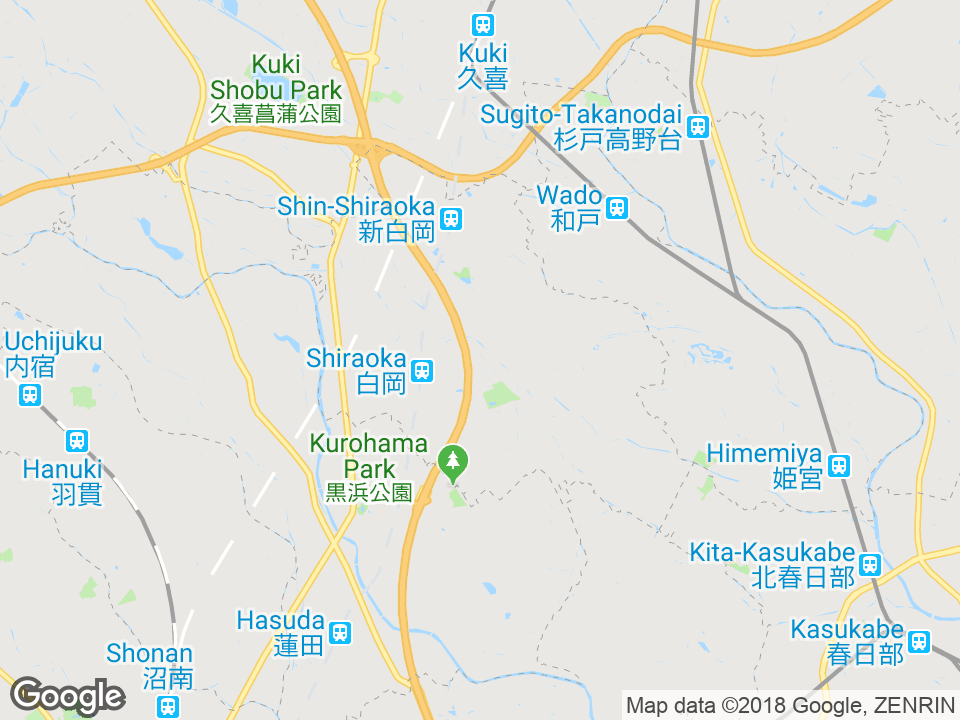 Kuki
久喜
Kuki
Shobu Park
久喜菖蒲公園
Sugito-Takanodai
杉戸高野台
Shin-Shiraoka
新白岡
Wado
和戸
Uchijuku
内宿
Shiraoka
白岡
Kurohama
Park
黒浜公園
Hanuki
羽貫
Himemiya
姫宮
Kita-Kasukabe
北春日部
Hasuda
蓮田
Shonan
沼南
Kasukabe
春日部
Google
Map data ©2018 Google, ZENRIN